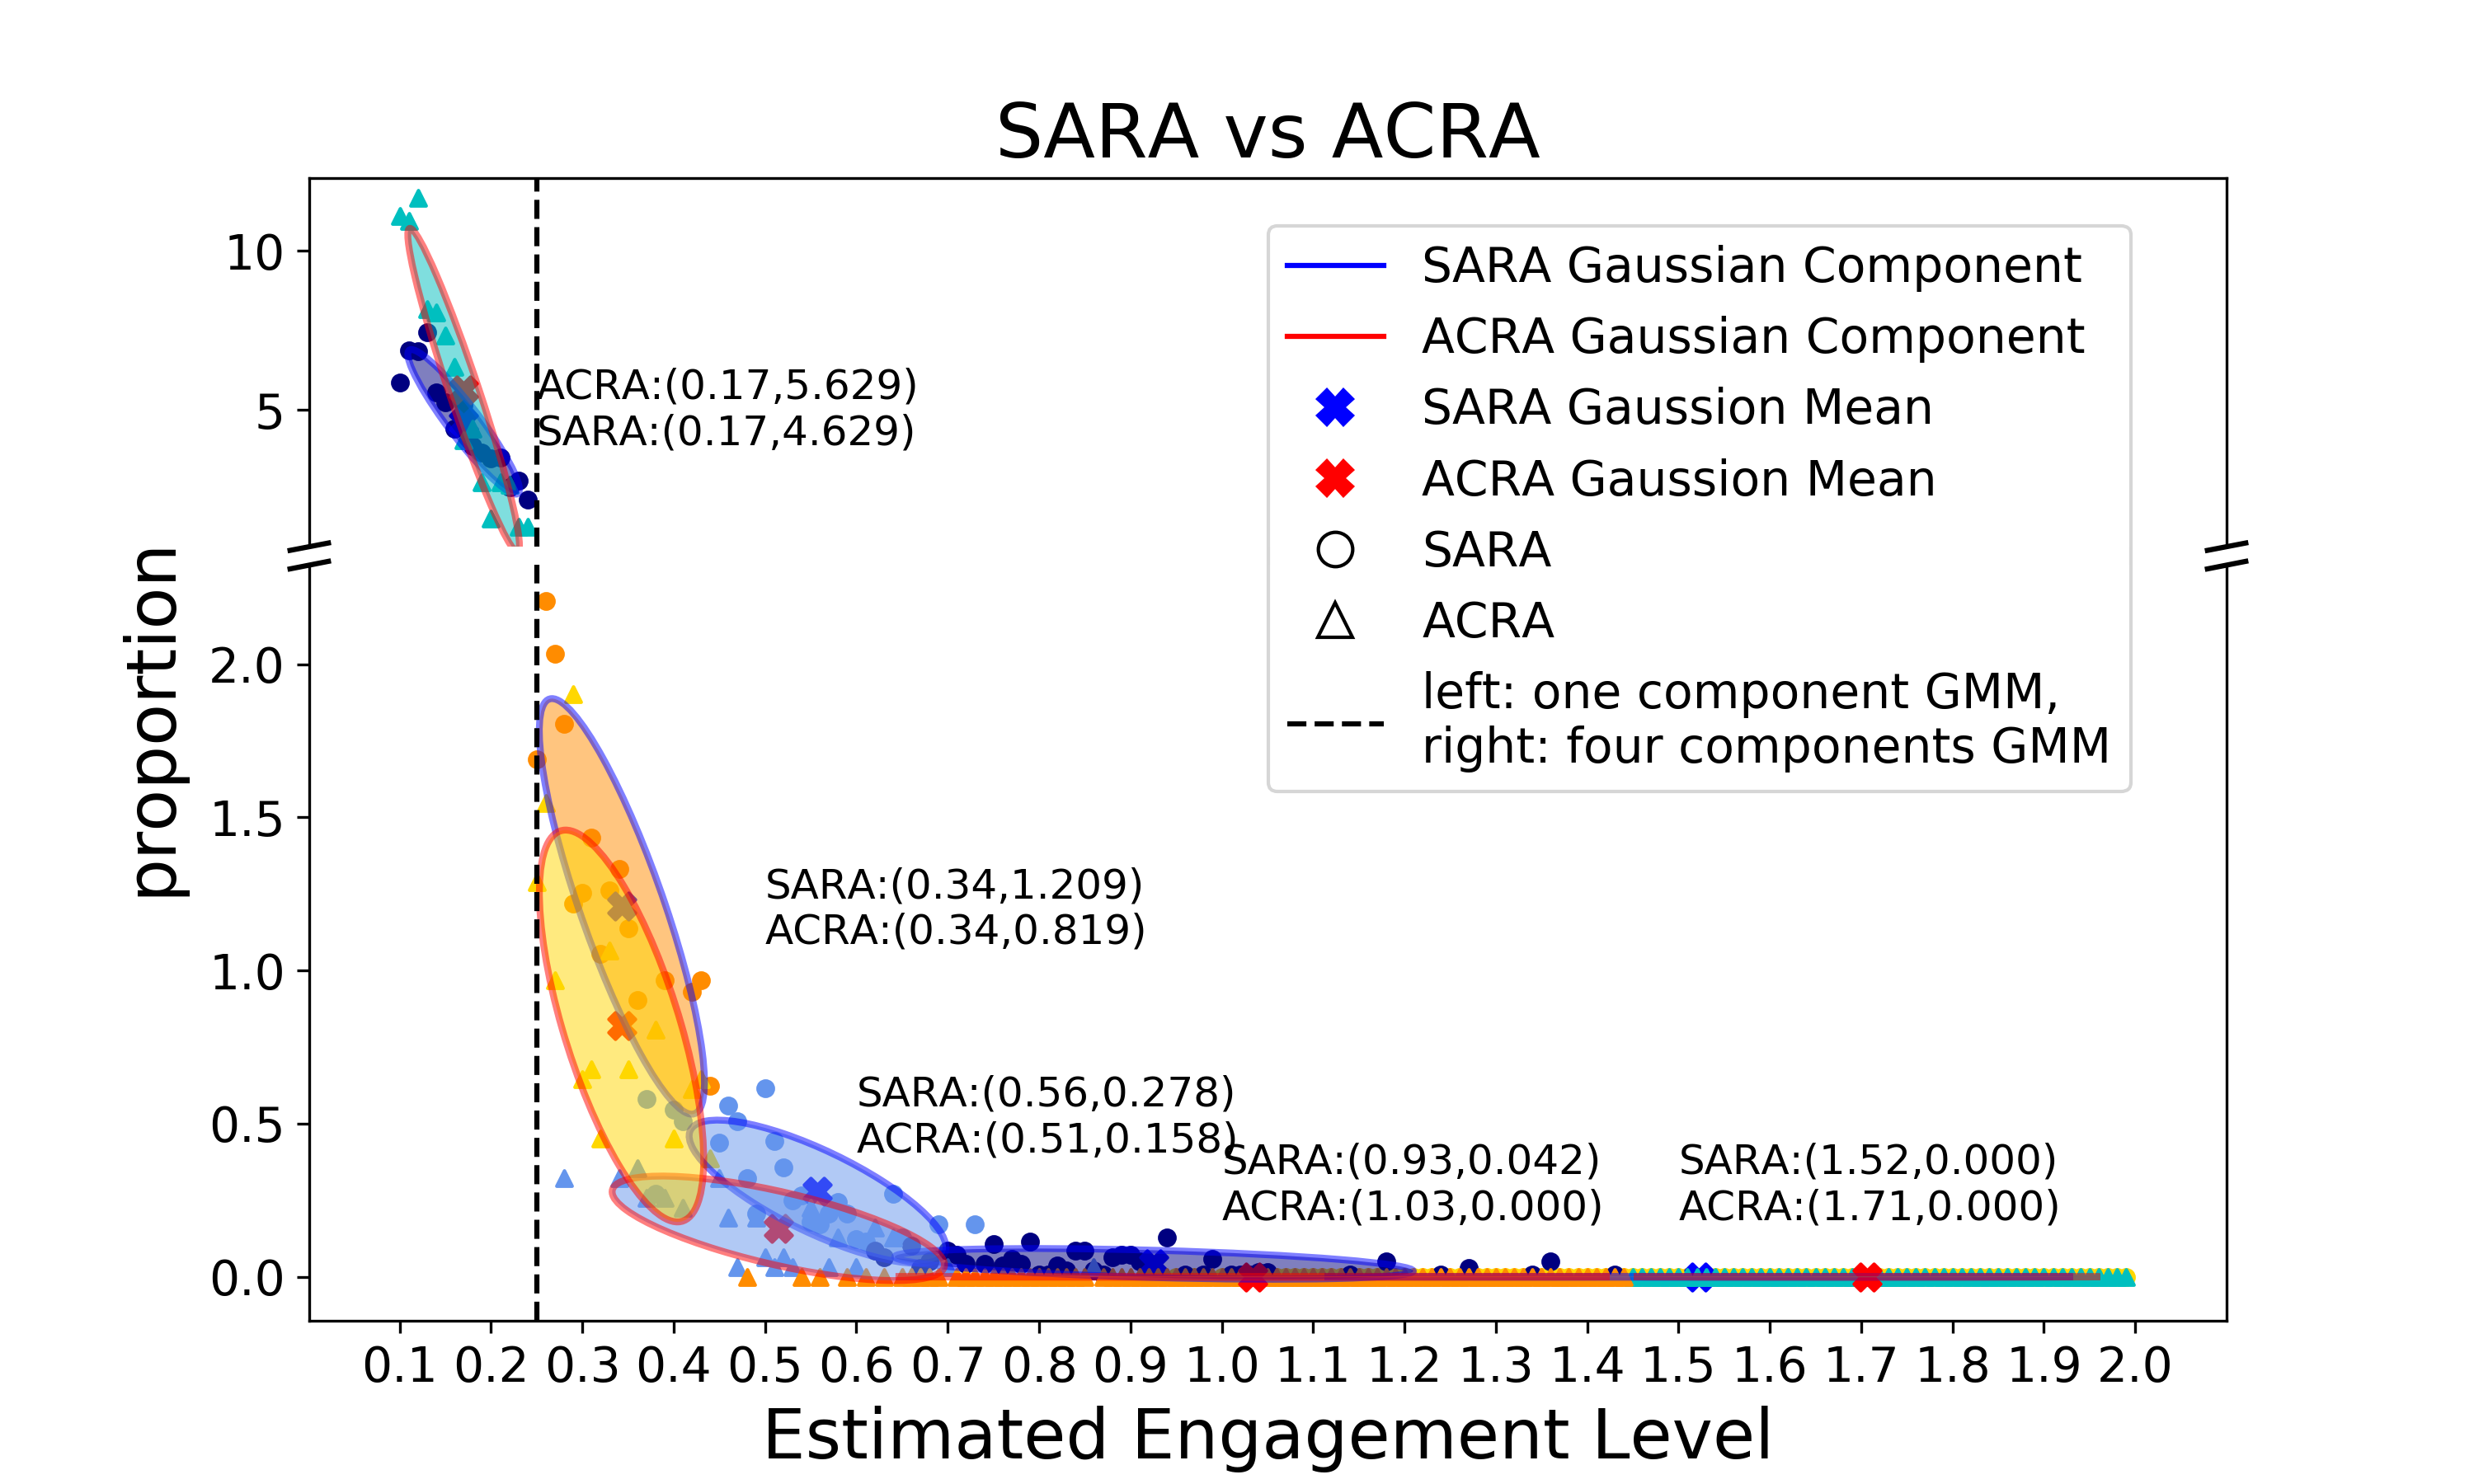 SARA vs ACRA
10
5
2.0
1.5
1.0
0.5
0.0
proportion
ACRA:(0.17,5.629)
SARA:(0.17,4.629)
SARA:(0.34,1.209)
ACRA:(0.34,0.819)
SARA:(0.56,0.278)
ACRA:(0.51,0.158)
SARA:(0.93,0.042)
ACRA:(1.03,0.000)
SARA:(1.52,0.000)
ACRA:(1.71,0.000)
SARA Gaussian Component
ACRA Gaussian Component
SARA Gaussion Mean
ACRA Gaussion Mean
SARA
ACRA
left: one component GMM,
right: four components GMM
0.1 0.2 0.3 0.4 0.5 0.6 0.7 0.8 0.9 1.0 1.1 1.2 1.3 1.4 1.5 1.6 1.7 1.8 1.9 2.0
Estimated Engagement Level